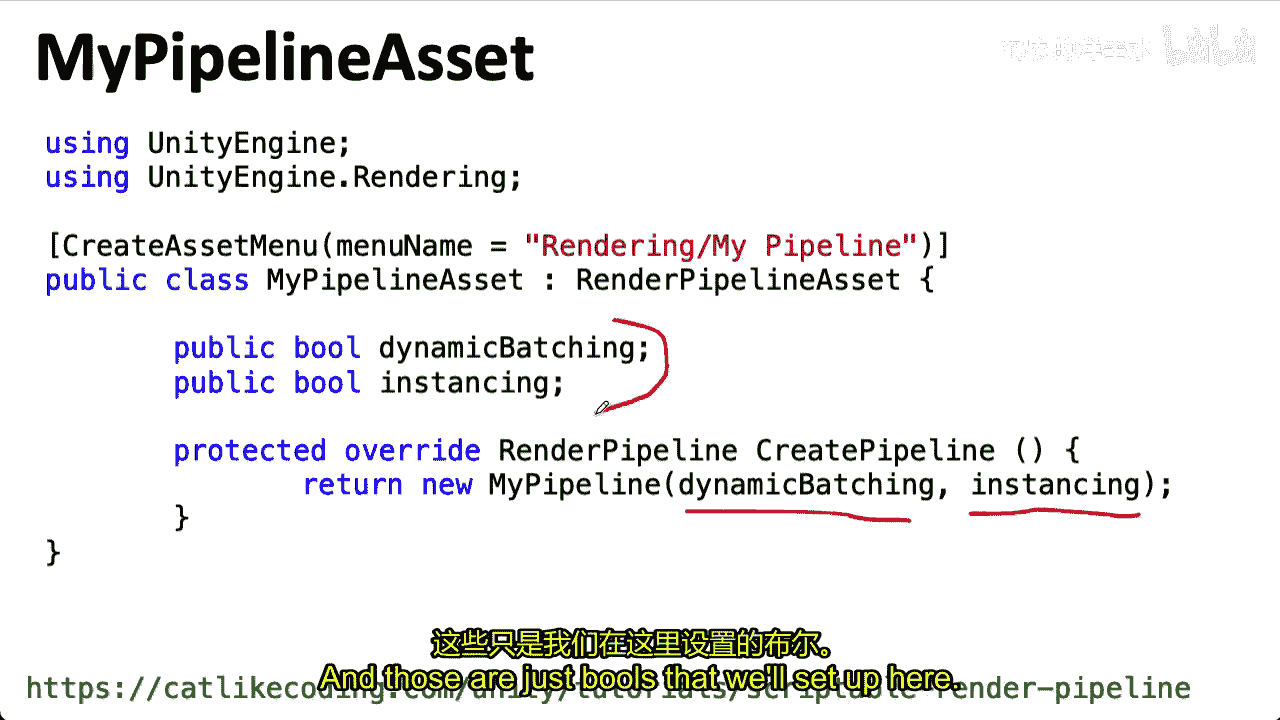 MyPipelineAsset
using UnityEngine;
using UnityEngine.Rendering;
[CreateAssetMenu(menuName = "Rendering/My Pipeline")]
public class MyPipelineAsset : RenderPipelineAsset {
public bool dynamicBatching;
public bool instancing;
protected override RenderPipeline CreatePipeline () {
return new MyPipeline(dynamicBatching, instancing);
}
}
这些只是我们在这里设置的布尔。
And those are just bools that we'll set up here.
https://catlikecoding.com/unity/tutorials/scriptable-render-pipeline